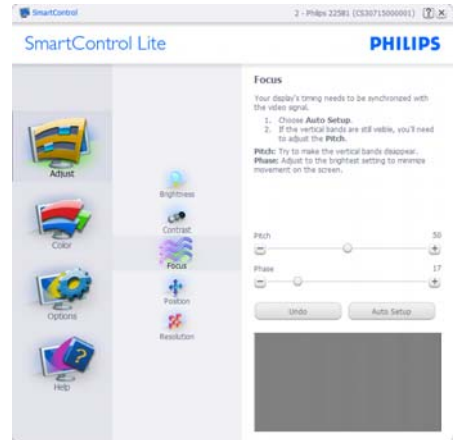 SmartControl
2 - Philips 225B1 (CS30715000001)
SmartControl Lite
PHILIPS
Adjust
Color
Options
Help
Brightness
Contrast
Focus
Position
Resolution
Focus
Your display's timing needs to be synchronized with
the video signal.
1. Choose Auto Setup.
2. If the vertical bands are still visible, you'll need
to adjust the Pitch.
Pitch: Try to make the vertical bands disappear.
Phase: Adjust to the brightest setting to minimize
movement on the screen.
Pitch 50
Phase 17
Undo
Auto Setup